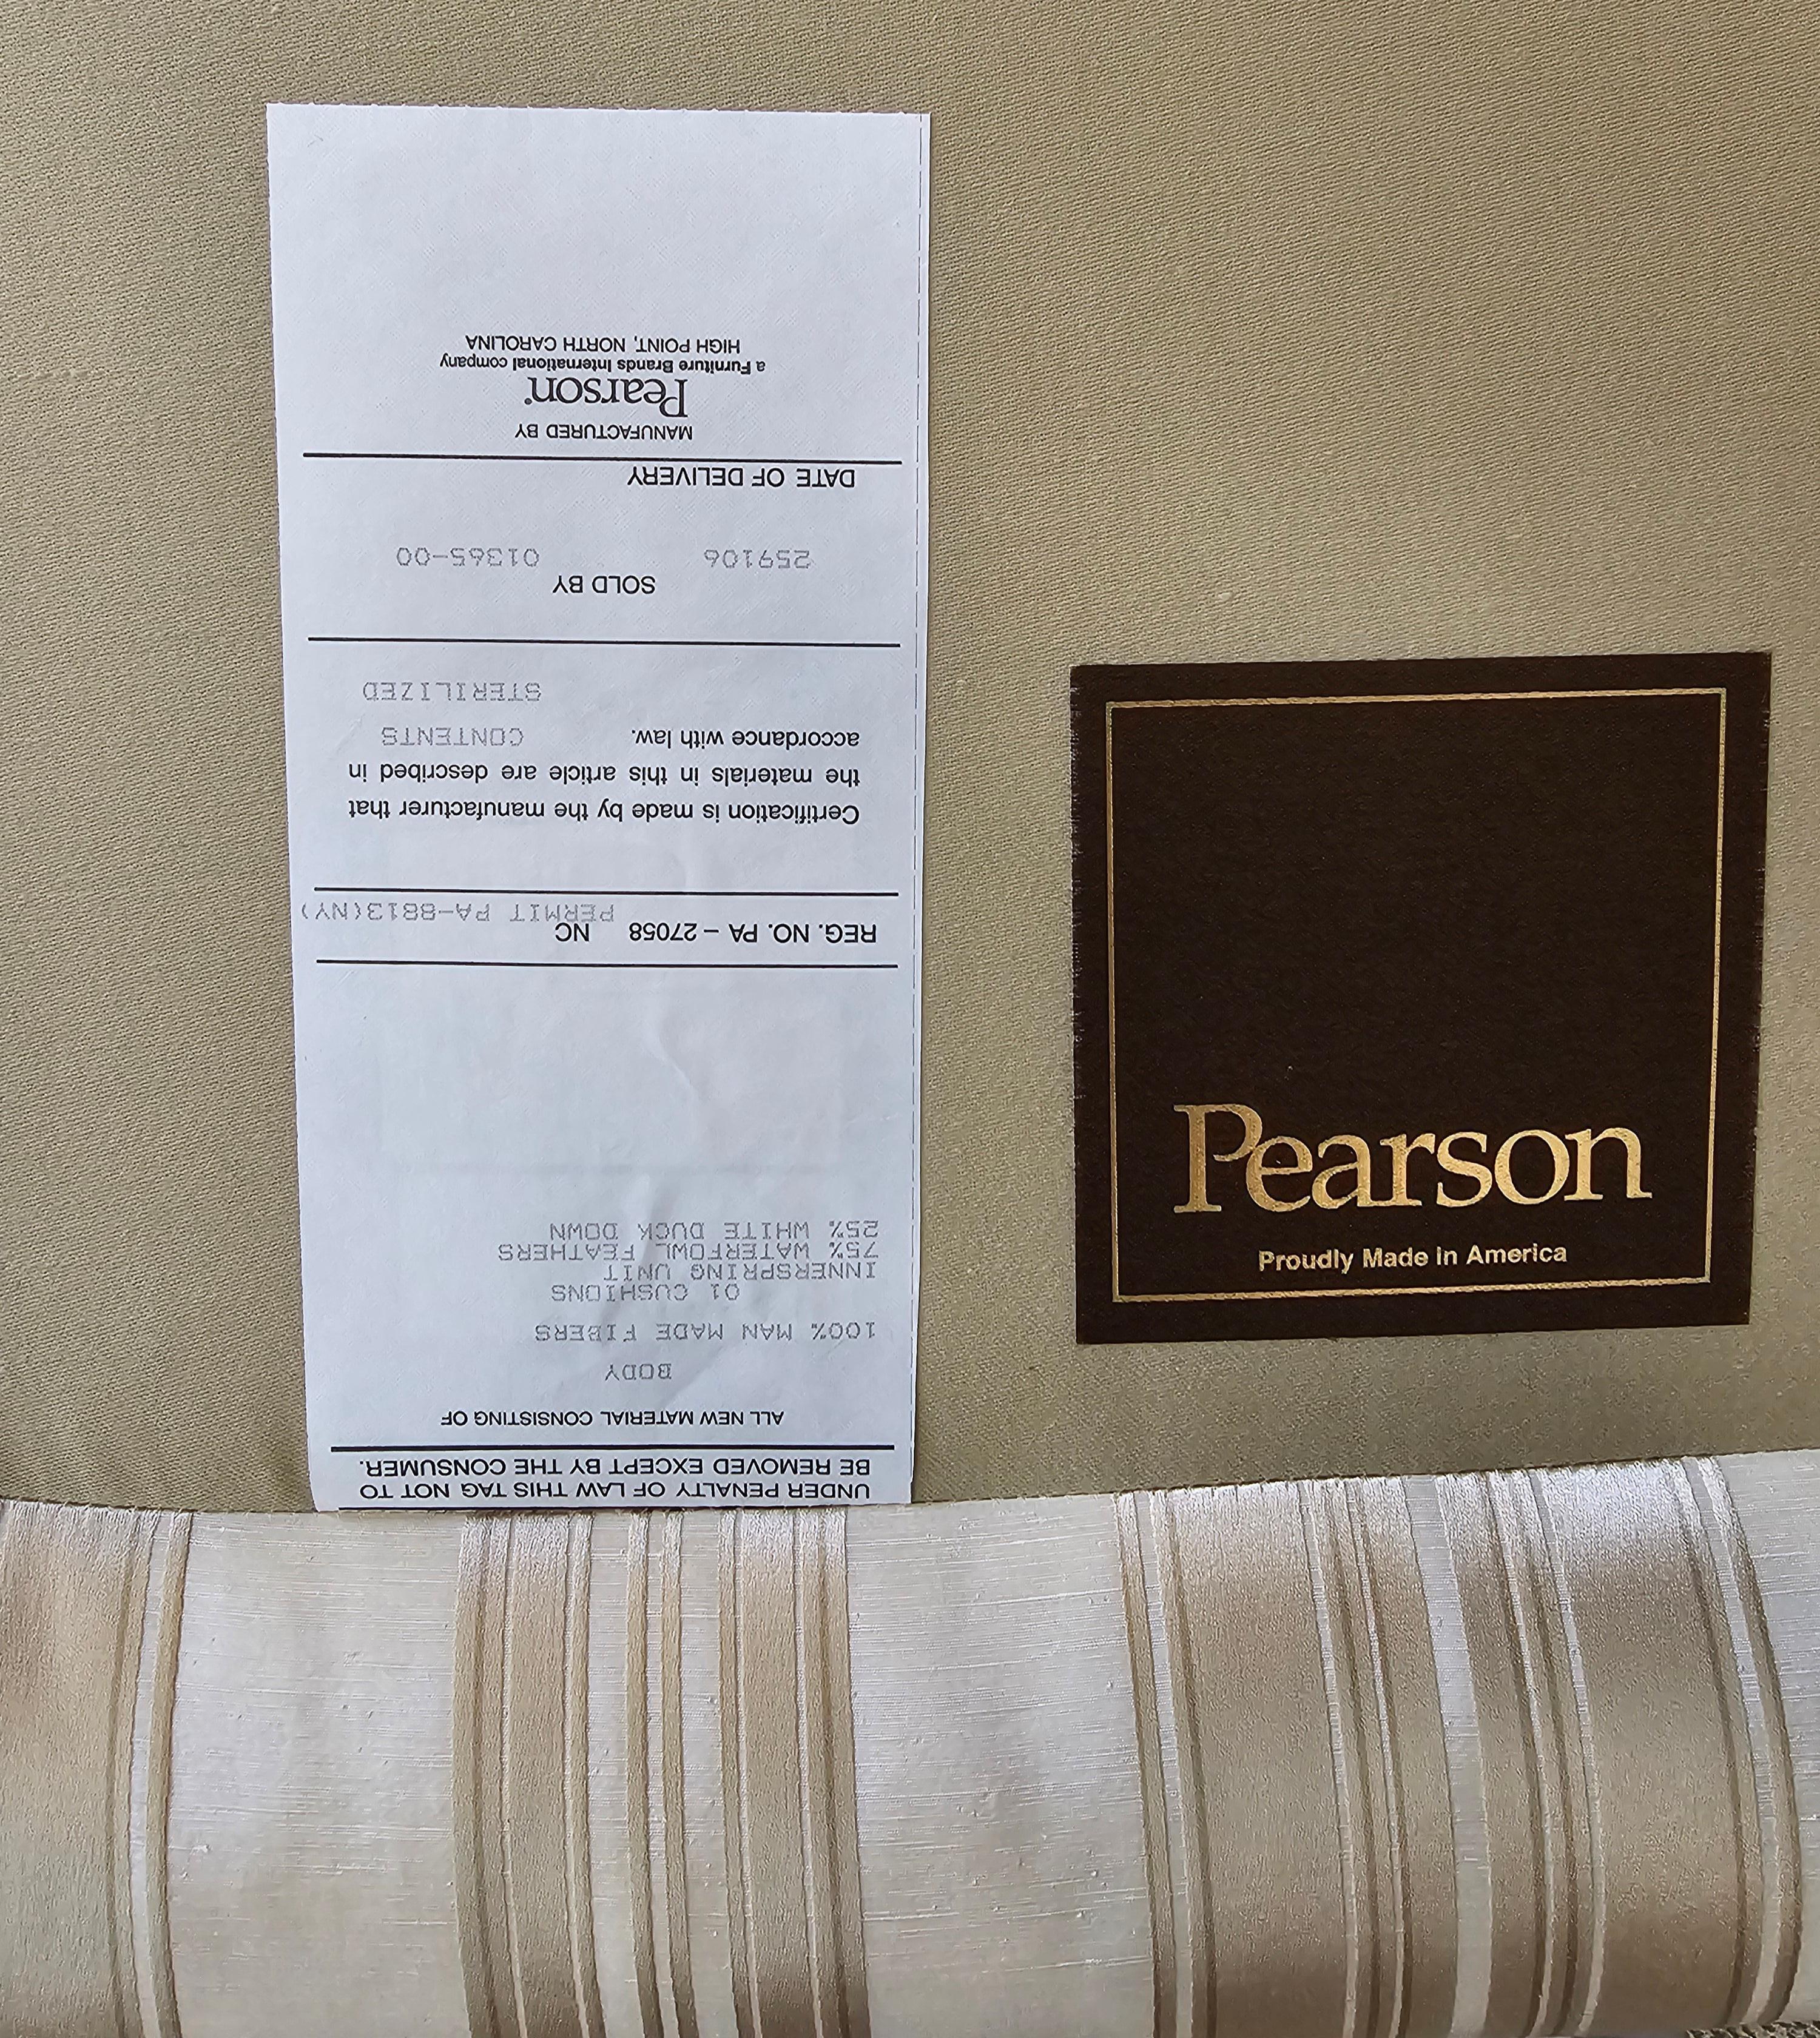 UNDER PENALTY OF LAW THIS TAG NOT TO
BE REMOVED EXCEPT BY THE CONSUMER.
ALL NEW MATERIAL CONSISTING OF
BODY
100% MAN MADE FIBERS
01 CUSHIONS
INNERSPRING UNIT
75% WATERFOWL FEATHERS
25% WHITE DUCK DOWN
REG. NO. PA – 27058 NC
PERMIT PA-8813(NY)
Certification is made by the manufacturer that
the materials in this article are described in
accordance with law. CONTENTS
STERILIZED
SOLD BY
259106 01365-00
DATE OF DELIVERY
MANUFACTURED BY
Pearson®
a Furniture Brands International company
HIGH POINT, NORTH CAROLINA
Pearson
Proudly Made in America